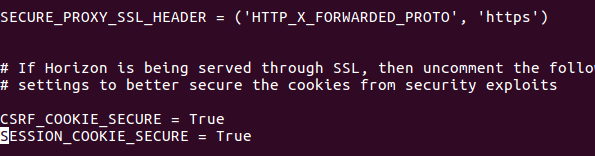 SECURE_PROXY_SSL_HEADER = ('HTTP_X_FORWARDED_PROTO', 'https')
# If Horizon is being served through SSL, then uncomment the follo
# settings to better secure the cookies from security exploits
CSRF_COOKIE_SECURE = True
SESSION_COOKIE_SECURE = True